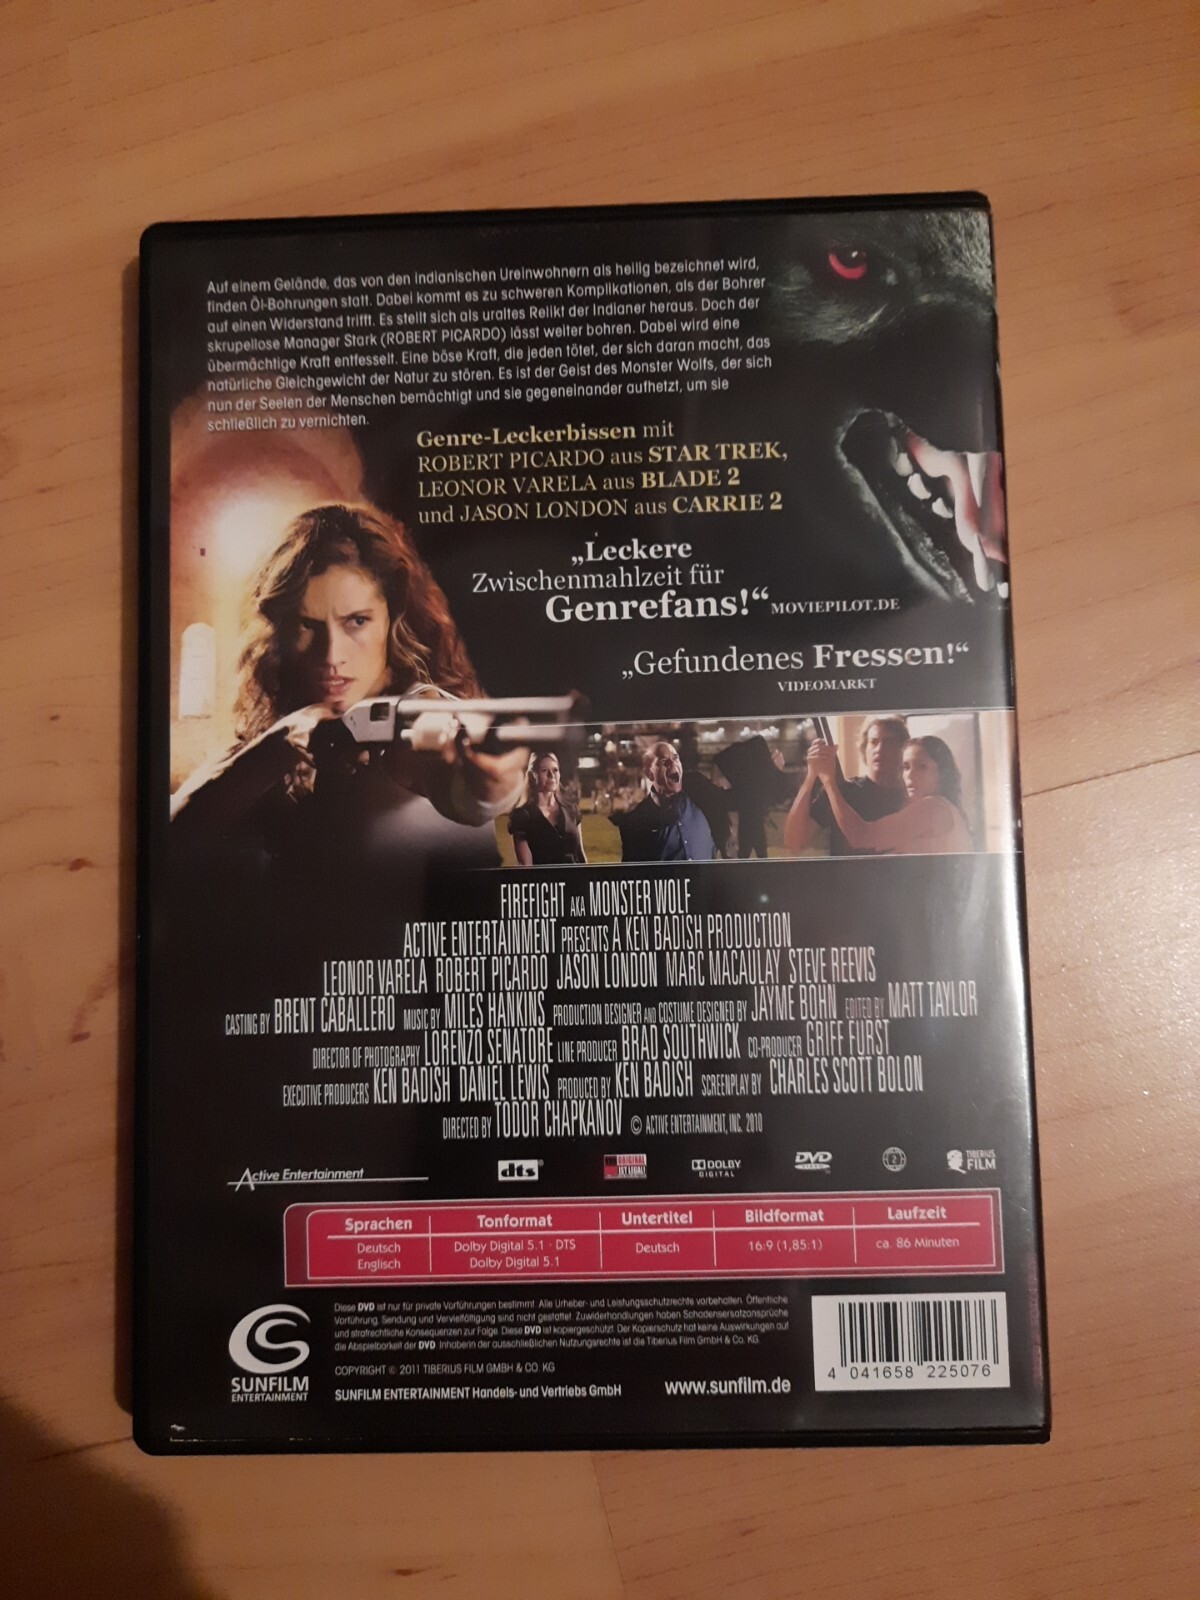 Auf einem Gelände, das von den indianischen Ureinwohnern als heilig bezeichnet wird,
finden Öl-Bohrungen statt. Dabei kommt es zu schweren Komplikationen, als der Bohrer
auf einen Widerstand trifft. Es stellt sich als uraltes Relikt der Indianer heraus. Doch der
skrupellose Manager Stark (ROBERT PICARDO) lässt weiter bohren. Dabei wird eine
übermächtige Kraft entfesselt. Eine böse Kraft, die jeden tötet, der sich daran macht, das
natürliche Gleichgewicht der Natur zu stören. Es ist der Geist des Monster Wolfs, der sich
nun der Seelen der Menschen bemächtigt und sie gegeneinander aufhetzt, um sie
schließlich zu vernichten.
Genre-Leckerbissen mit
ROBERT PICARDO aus STAR TREK,
LEONOR VARELA aus BLADE 2
und JASON LONDON aus CARRIE 2
„Leckere
Zwischenmahlzeit für
Genrefans!“ MOVIEPILOT.DE
„Gefundenes Fressen!“
VIDEOMARKT
FIREFIGHT AKA MONSTER WOLF
ACTIVE ENTERTAINMENT PRESENTS A KEN BADISH PRODUCTION
LEONOR VARELA ROBERT PICARDO JASON LONDON MARC MACAULAY STEVE REEVIS
CASTING BY BRENT CABALLERO MUSIC BY MILES HANKINS PRODUCTION DESIGNER AND COSTUME DESIGNED BY JAYME BOHN EDITED BY MATT TAYLOR
DIRECTOR OF PHOTOGRAPHY LORENZO SENATORE LINE PRODUCER BRAD SOUTHWICK CO-PRODUCER GRIFF FURST
EXECUTIVE PRODUCERS KEN BADISH DANIEL LEWIS PRODUCED BY KEN BADISH SCREENPLAY BY CHARLES SCOTT BOLON
DIRECTED BY TODOR CHAPKANOV © ACTIVE ENTERTAINMENT, INC. 2010
Active Entertainment dts ORIGINAL IST LEGAL! DOLBY DIGITAL DVD VIDEO 2 TIBERIUS FILM
Sprachen Tonformat Untertitel Bildformat Laufzeit
Deutsch Dolby Digital 5.1 · DTS Deutsch 16:9 (1,85:1) ca. 86 Minuten
Englisch Dolby Digital 5.1
Diese DVD ist nur für private Vorführungen bestimmt. Alle Urheber- und Leistungsschutzrechte vorbehalten. Öffentliche
Vorführung, Sendung und Vervielfältigung sind nicht gestattet. Zuwiderhandlungen haben Schadensersatzansprüche
und strafrechtliche Konsequenzen zur Folge. Diese DVD ist kopiergeschützt. Der Kopierschutz hat keine Auswirkungen auf
die Abspielbarkeit der DVD. Inhaberin der ausschließlichen Nutzungsrechte ist die Tiberius Film GmbH & Co. KG.
COPYRIGHT © 2011 TIBERIUS FILM GMBH & CO. KG
SUNFILM
ENTERTAINMENT
SUNFILM ENTERTAINMENT Handels- und Vertriebs GmbH www.sunfilm.de
4 041658 225076